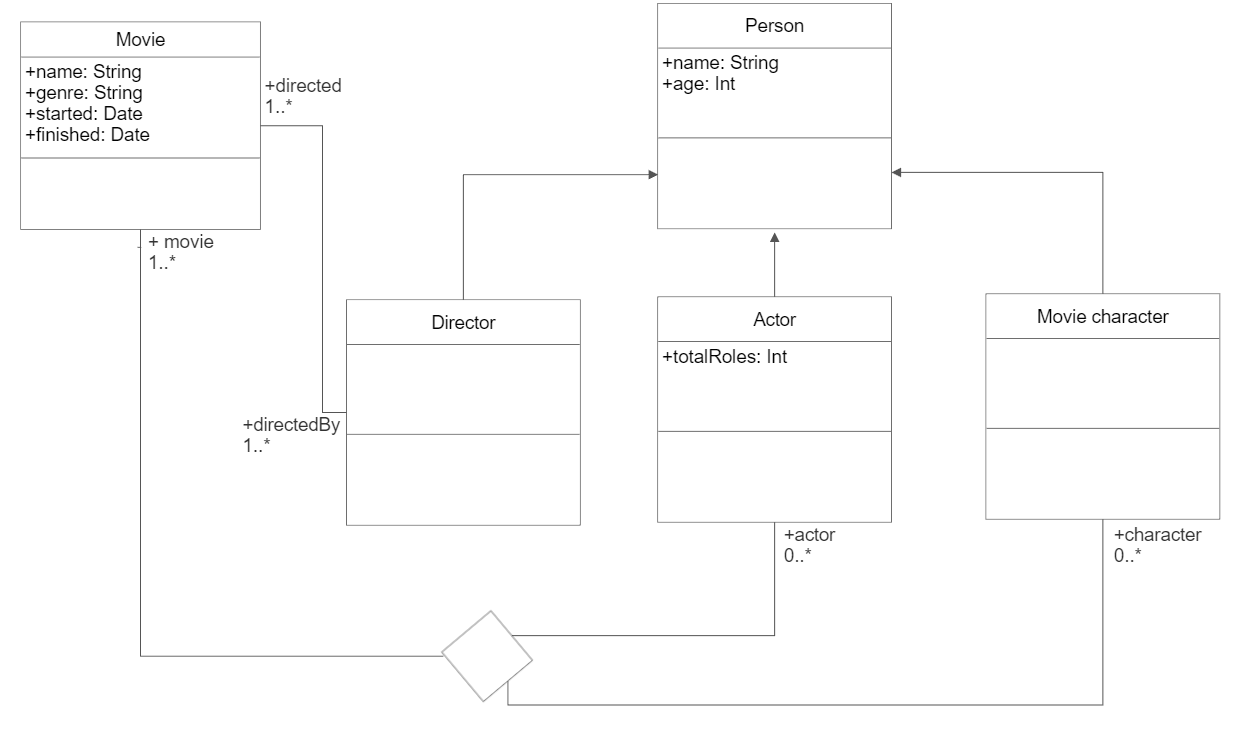 Movie
+name: String
+genre: String
+started: Date
+finished: Date
+directed
1..*
+ movie
1..*
Person
+name: String
+age: Int
Director
+directedBy
1..*
Actor
+totalRoles: Int
+actor
0..*
Movie character
+character
0..*